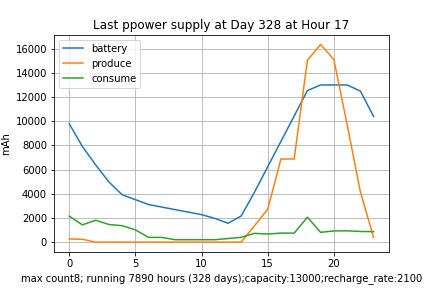 Last ppower supply at Day 328 at Hour 17
battery
produce
consume
16000
14000
12000
10000
8000
6000
4000
2000
0
mAh
0 5 10 15 20
max count8; running 7890 hours (328 days);capacity:13000;recharge_rate:2100